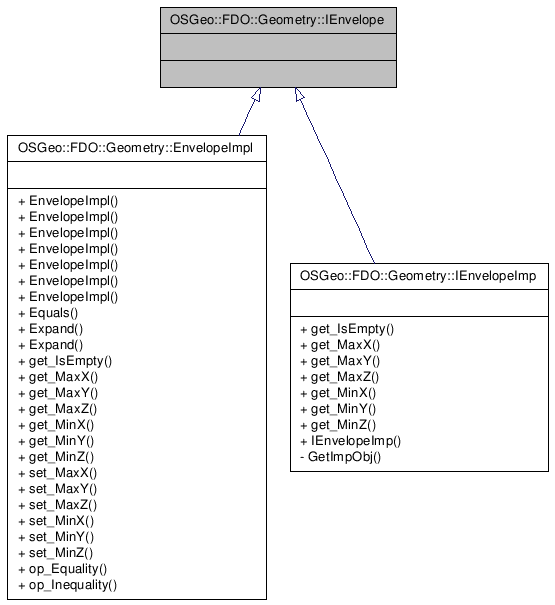 OSGeo::FDO::Geometry::IEnvelope
OSGeo::FDO::Geometry::EnvelopeImpl
+ EnvelopeImpl()
+ EnvelopeImpl()
+ EnvelopeImpl()
+ EnvelopeImpl()
+ EnvelopeImpl()
+ EnvelopeImpl()
+ EnvelopeImpl()
+ Equals()
+ Expand()
+ Expand()
+ get_IsEmpty()
+ get_MaxX()
+ get_MaxY()
+ get_MaxZ()
+ get_MinX()
+ get_MinY()
+ get_MinZ()
+ set_MaxX()
+ set_MaxY()
+ set_MaxZ()
+ set_MinX()
+ set_MinY()
+ set_MinZ()
+ op_Equality()
+ op_Inequality()
OSGeo::FDO::Geometry::IEnvelopeImp
+ get_IsEmpty()
+ get_MaxX()
+ get_MaxY()
+ get_MaxZ()
+ get_MinX()
+ get_MinY()
+ get_MinZ()
+ IEnvelopeImp()
- GetImpObj()